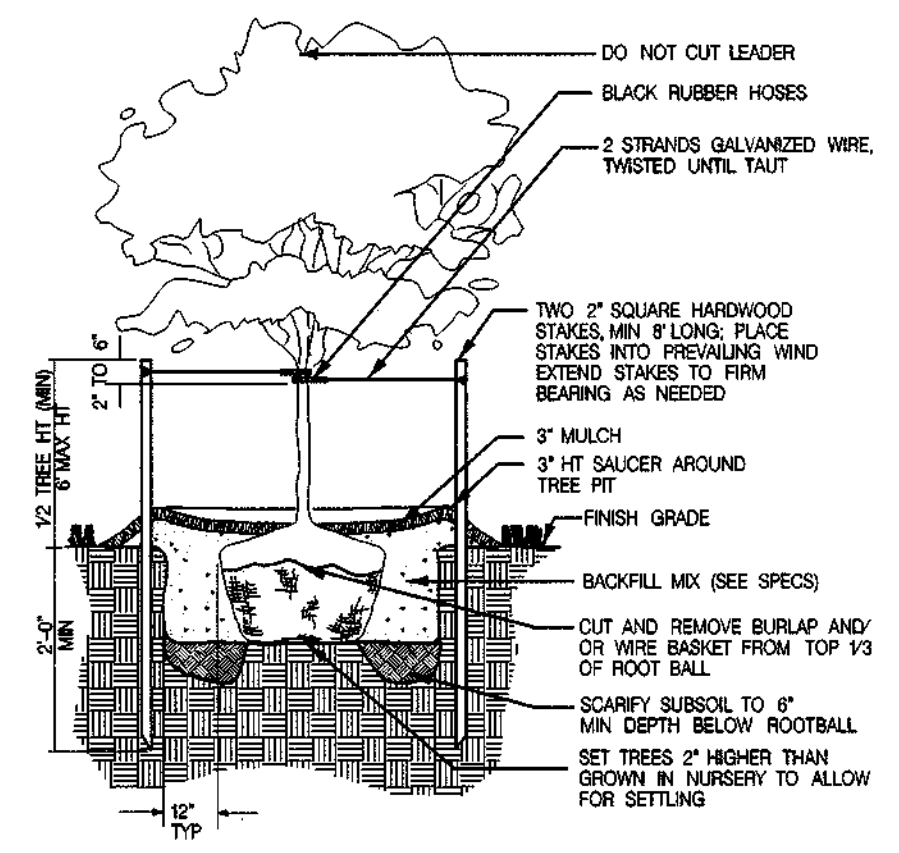 DO NOT CUT LEADER
BLACK RUBBER HOSES
2 STRANDS GALVANIZED WIRE,
TWISTED UNTIL TAUT
TWO 2" SQUARE HARDWOOD
STAKES, MIN 8' LONG; PLACE
STAKES INTO PREVAILING WIND
EXTEND STAKES TO FIRM
BEARING AS NEEDED
3" MULCH
3" HT SAUCER AROUND
TREE PIT
FINISH GRADE
BACKFILL MIX (SEE SPECS)
CUT AND REMOVE BURLAP AND/
OR WIRE BASKET FROM TOP 1/3
OF ROOT BALL
SCARIFY SUBSOIL TO 6"
MIN DEPTH BELOW ROOTBALL
SET TREES 2" HIGHER THAN
GROWN IN NURSERY TO ALLOW
FOR SETTLING
2" TO 6"
1/2 TREE HT (MIN)
6' MAX HT
2'-0"
MIN
12"
TYP